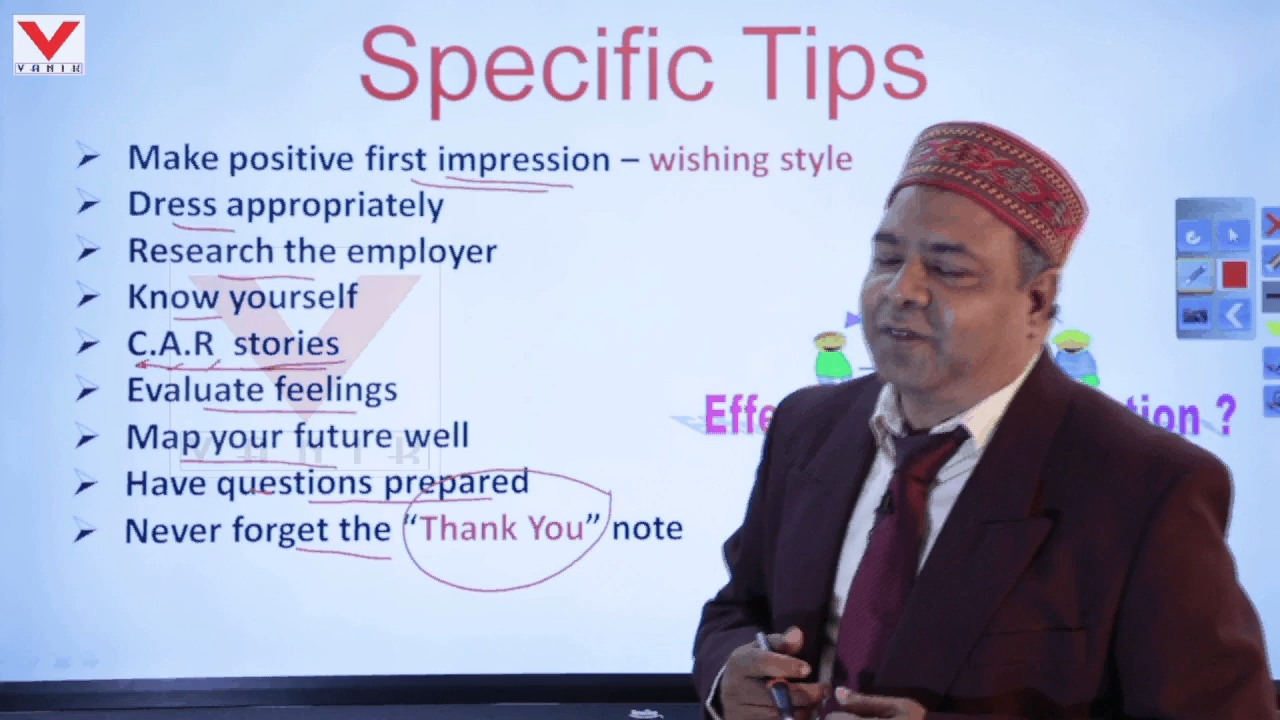 VANIK
Specific Tips
Make positive first impression – wishing style
Dress appropriately
Research the employer
Know yourself
C.A.R stories
Evaluate feelings
Map your future well
Have questions prepared
Never forget the “Thank You” note
VANIK